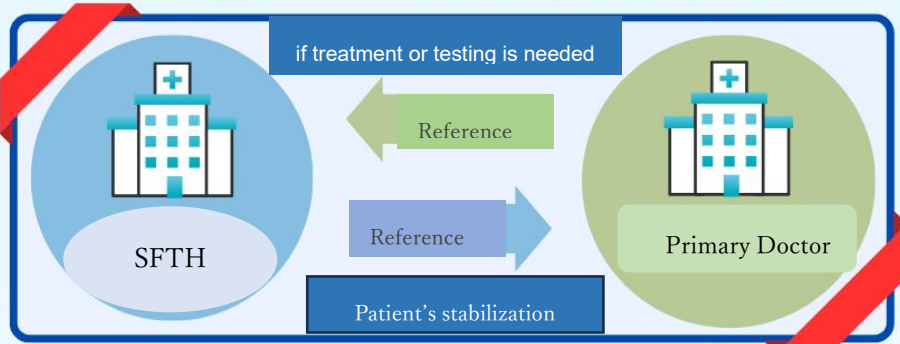 if treatment or testing is needed
Reference
Reference
SFTH
Primary Doctor
Patient’s stabilization